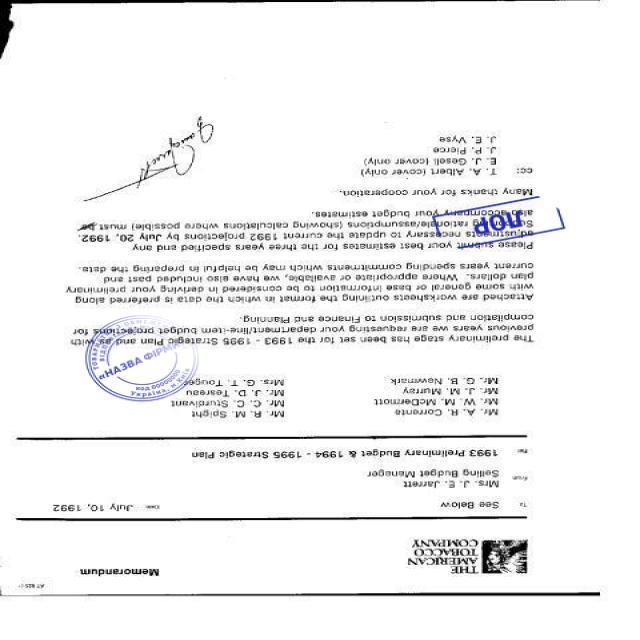 Memorandum
THE
AMERICAN
TOBACCO
COMPANY
To
See Below
Date:
July 10, 1992
From
Mrs. J. E. Jarrett
Selling Budget Manager
1993 Preliminary Budget & 1994 - 1995 Strategic Plan
Mr. A. R. Corrente
Mr. W. M. McDermott
Mr. J. M. Murray
Mr. G. B. Newmark
Mr. M. R. Spight
Mr. C. C. Sturdivant
Mr. J. D. Tesreau
Mrs. G. T. Tougee
«НАЗВА ФІРМИ»
код 00000000
Україна, м.Київ
The preliminary stage has been set for the 1993 - 1995 Strategic Plan and as with
previous years we are requesting your department/line-item budget projections for
compilation and submission to Finance and Planning.
Attached are worksheets outlining the format in which the data is preferred along
with some general or base information to be considered in deriving your preliminary
plan dollars. Where appropriate or available, we have also included past and
current years spending commitments which may be helpful in preparing the data.
Please submit your best estimates for the three years specified and any
adjustments necessary to update the current 1992 projections by July 20, 1992.
Supporting rationale/assumptions (showing calculations where possible) must be
also accompany your budget estimates.
ЛОР
Many thanks for your cooperation.
cc:
T. A. Albert (cover only)
J. E. Gesell (cover only)
J. P. Pierce
J. E. Vyse